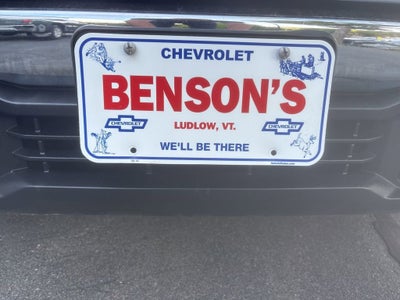 CHEVROLET
BENSON'S
LUDLOW, VT.
CHEVROLET CHEVROLET
WE'LL BE THERE